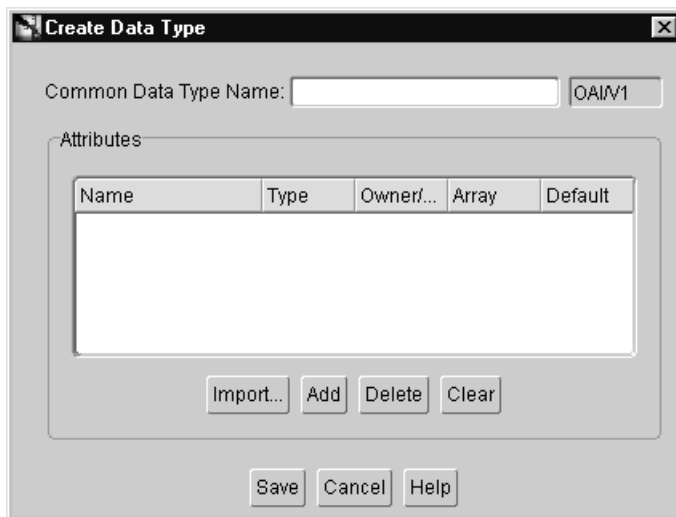 Create Data Type
Common Data Type Name: OAI/V1
Attributes
Name Type Owner/... Array Default
Import... Add Delete Clear
Save Cancel Help